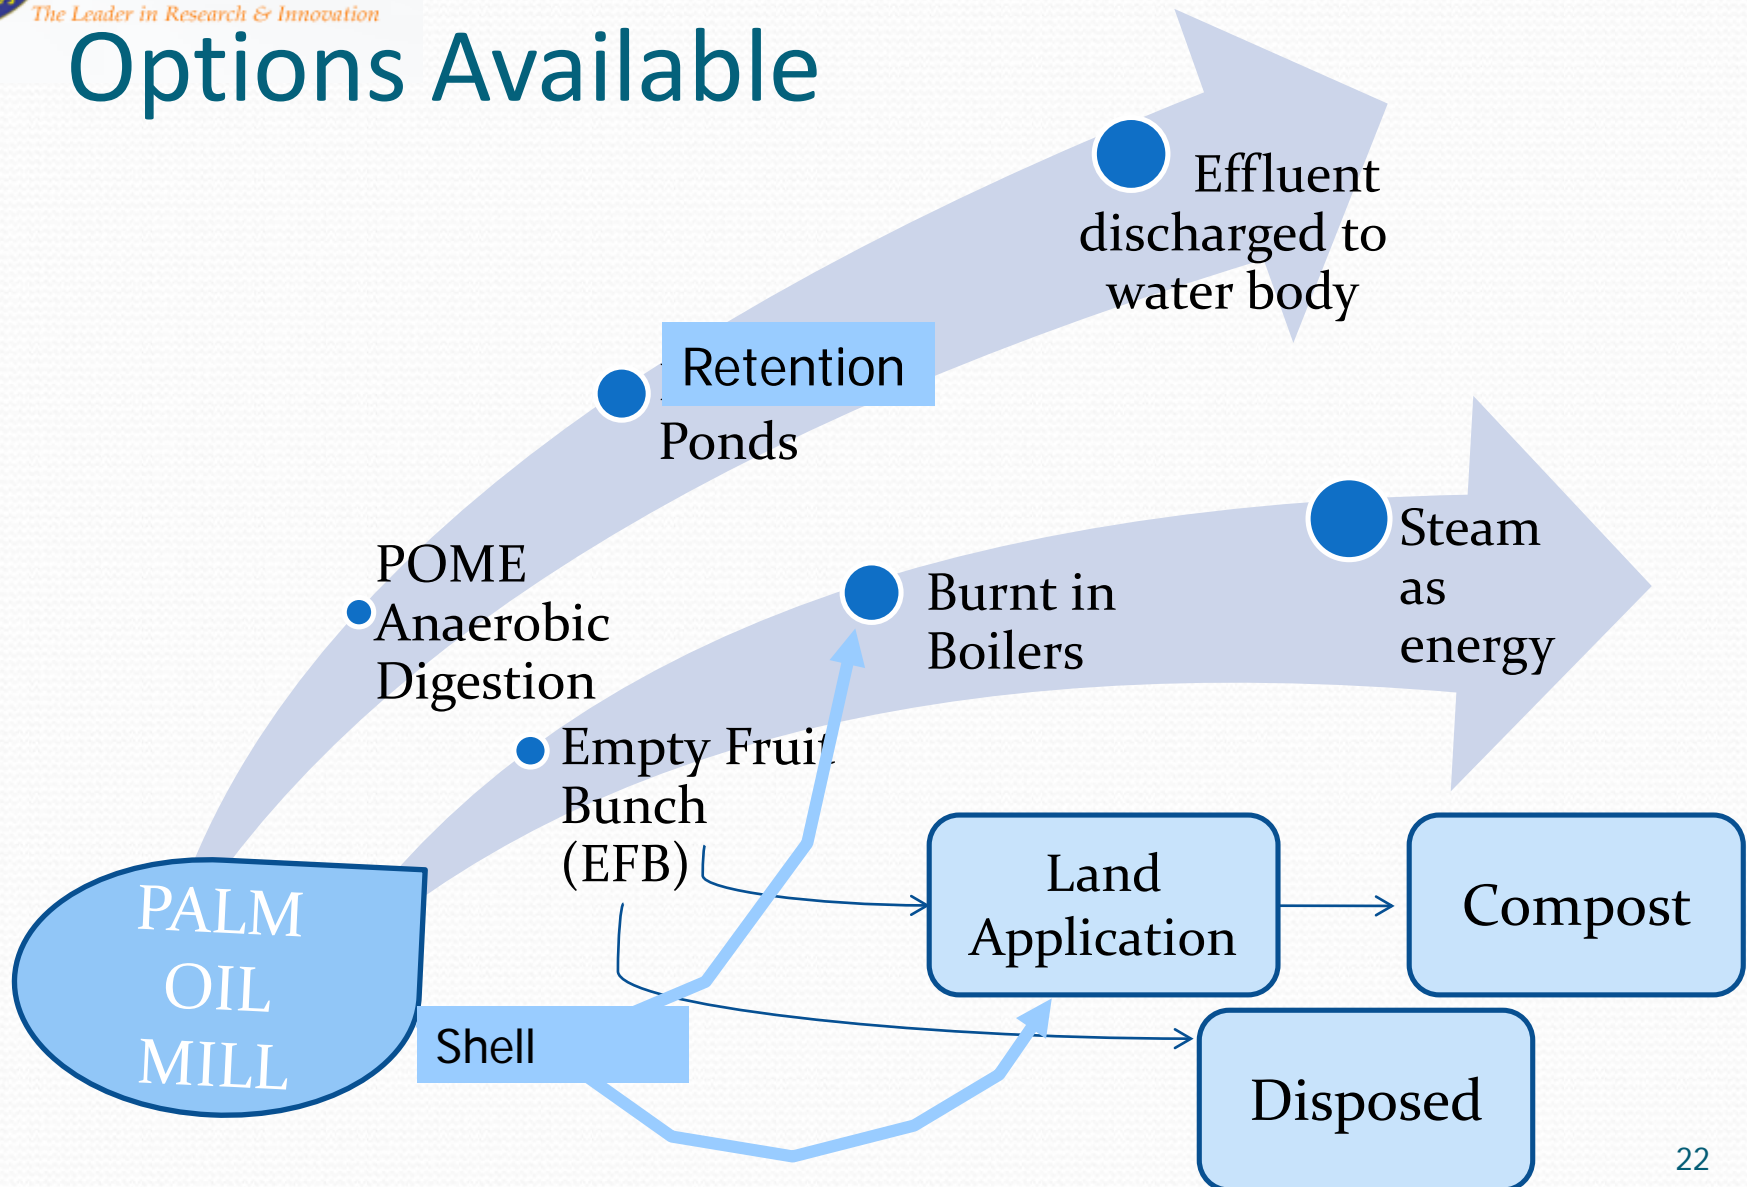 The Leader in Research & Innovation
Options Available
Effluent
discharged to
water body
Retention
Ponds
POME
Anaerobic
Digestion
Steam
as
energy
Burnt in
Boilers
Empty Fruit
Bunch
(EFB)
Land
Application
Compost
PALM
OIL
MILL
Shell
Disposed
22